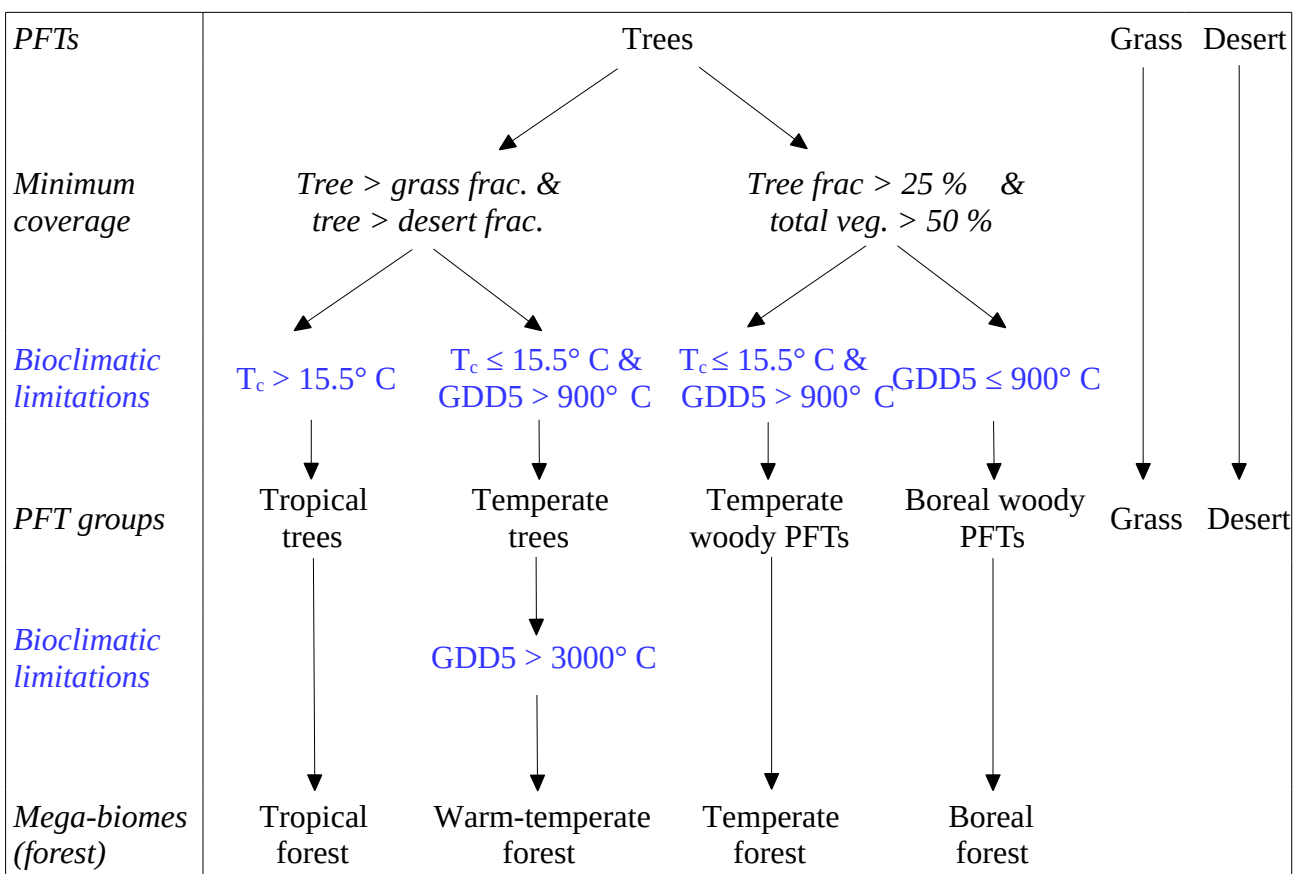 PFTs
Trees
Grass
Desert
Minimum
coverage
Tree > grass frac. &
tree > desert frac.
Tree frac > 25 % &
total veg. > 50 %
Bioclimatic
limitations
Tc > 15.5° C
Tc ≤ 15.5° C &
GDD5 > 900° C
Tc ≤ 15.5° C &
GDD5 > 900° C
GDD5 ≤ 900° C
PFT groups
Tropical
trees
Temperate
trees
Temperate
woody PFTs
Boreal woody
PFTs
Grass
Desert
Bioclimatic
limitations
GDD5 > 3000° C
Mega-biomes
(forest)
Tropical
forest
Warm-temperate
forest
Temperate
forest
Boreal
forest